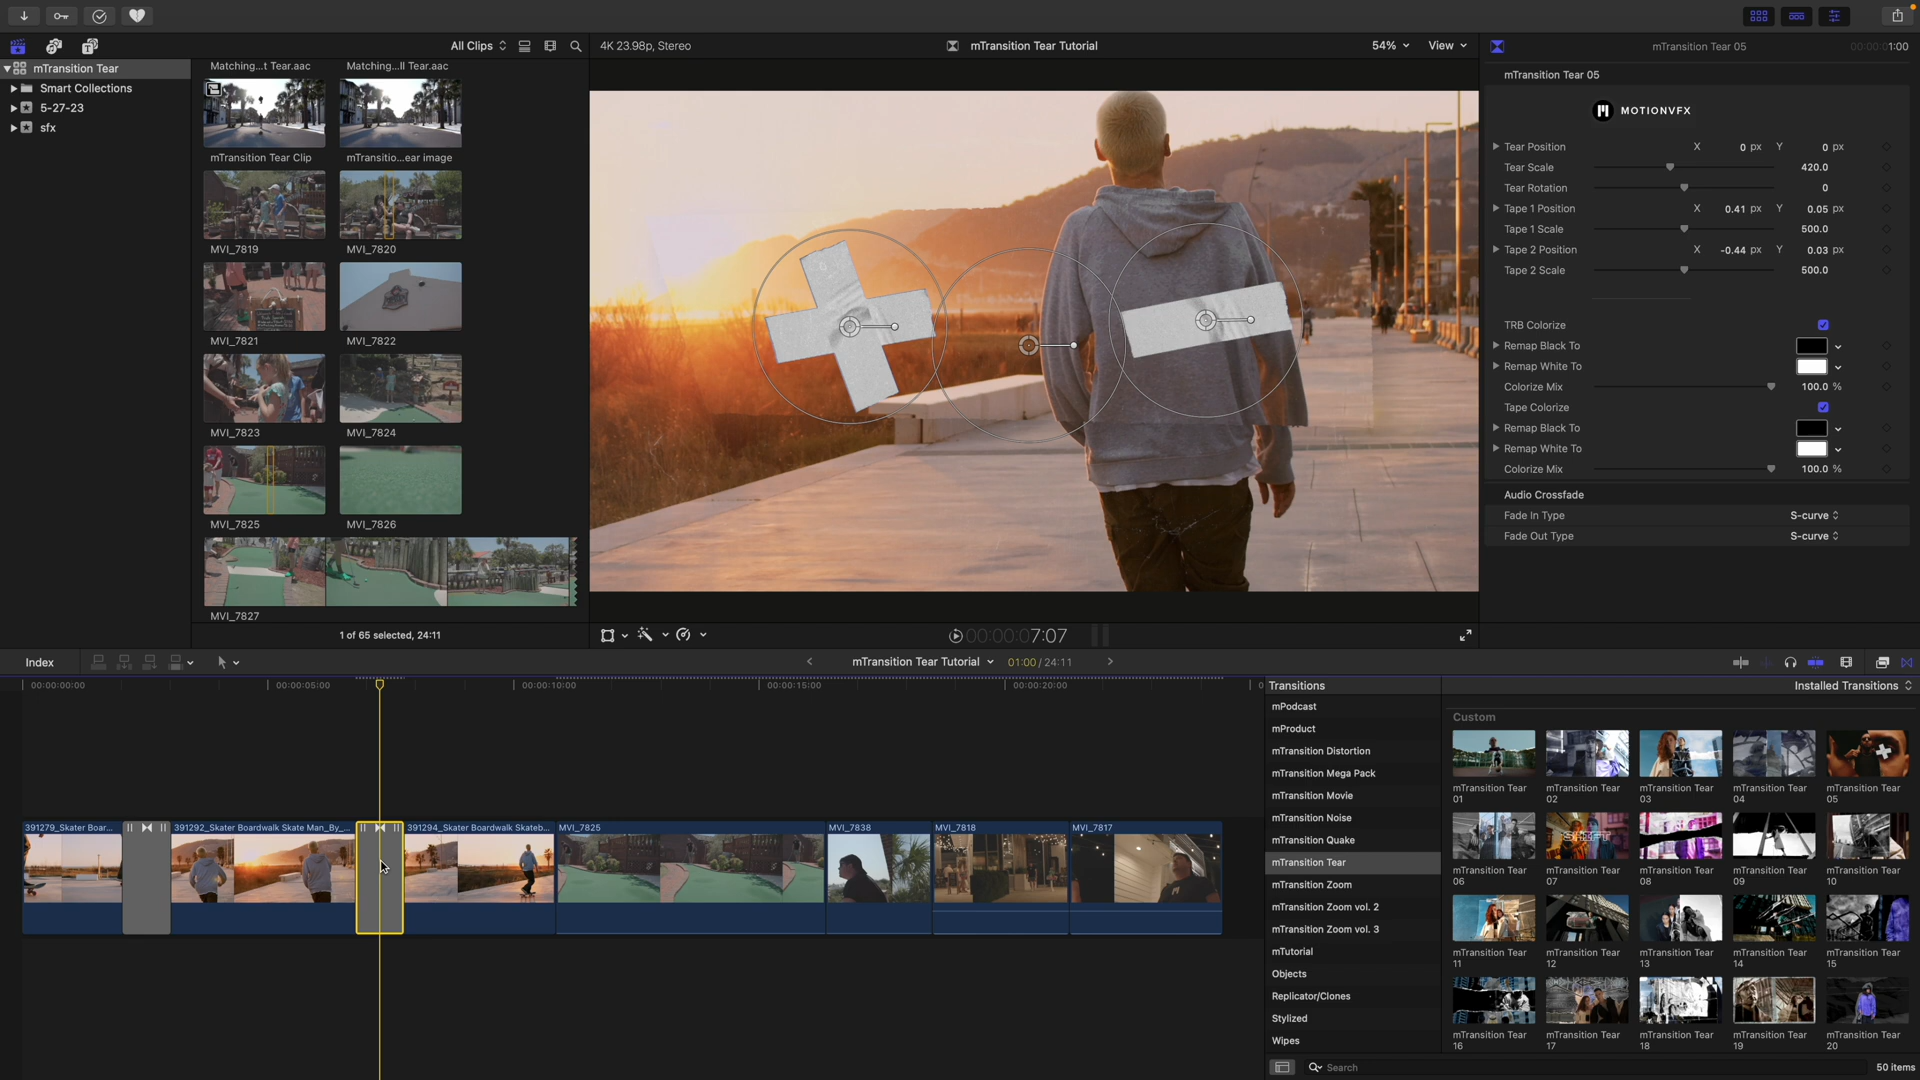 All Clips
4K 23.98p, Stereo
mTransition Tear Tutorial
54%
View
mTransition Tear 05
00:00:01:00
mTransition Tear
Smart Collections
5-27-23
sfx
Matching...t Tear.aac
Matching...ll Tear.aac
mTransition Tear Clip
mTransitio...ear image
MVI_7819
MVI_7820
MVI_7821
MVI_7822
MVI_7823
MVI_7824
MVI_7825
MVI_7826
MVI_7827
1 of 65 selected, 24:11
00:00:07:07
mTransition Tear 05
MOTIONVFX
Tear Position X 0 px Y 0 px
Tear Scale 420.0
Tear Rotation 0
Tape 1 Position X 0.41 px Y 0.05 px
Tape 1 Scale 500.0
Tape 2 Position X -0.44 px Y 0.03 px
Tape 2 Scale 500.0
TRB Colorize
Remap Black To
Remap White To
Colorize Mix 100.0 %
Tape Colorize
Remap Black To
Remap White To
Colorize Mix 100.0 %
Audio Crossfade
Fade In Type S-curve
Fade Out Type S-curve
Index
mTransition Tear Tutorial
01:00 / 24:11
00:00:00:00
00:00:05:00
00:00:10:00
00:00:15:00
00:00:20:00
391279_Skater Boar...
391292_Skater Boardwalk Skate Man_By_...
391294_Skater Boardwalk Skateb...
MVI_7825
MVI_7838
MVI_7818
MVI_7817
Transitions
Installed Transitions
mPodcast
mProduct
mTransition Distortion
mTransition Mega Pack
mTransition Movie
mTransition Noise
mTransition Quake
mTransition Tear
mTransition Zoom
mTransition Zoom vol. 2
mTransition Zoom vol. 3
mTutorial
Objects
Replicator/Clones
Stylized
Wipes
Custom
mTransition Tear 01
mTransition Tear 02
mTransition Tear 03
mTransition Tear 04
mTransition Tear 05
SHIFT
mTransition Tear 06
mTransition Tear 07
mTransition Tear 08
mTransition Tear 09
mTransition Tear 10
mTransition Tear 11
mTransition Tear 12
mTransition Tear 13
mTransition Tear 14
mTransition Tear 15
mTransition Tear 16
mTransition Tear 17
mTransition Tear 18
mTransition Tear 19
mTransition Tear 20
Search
50 items